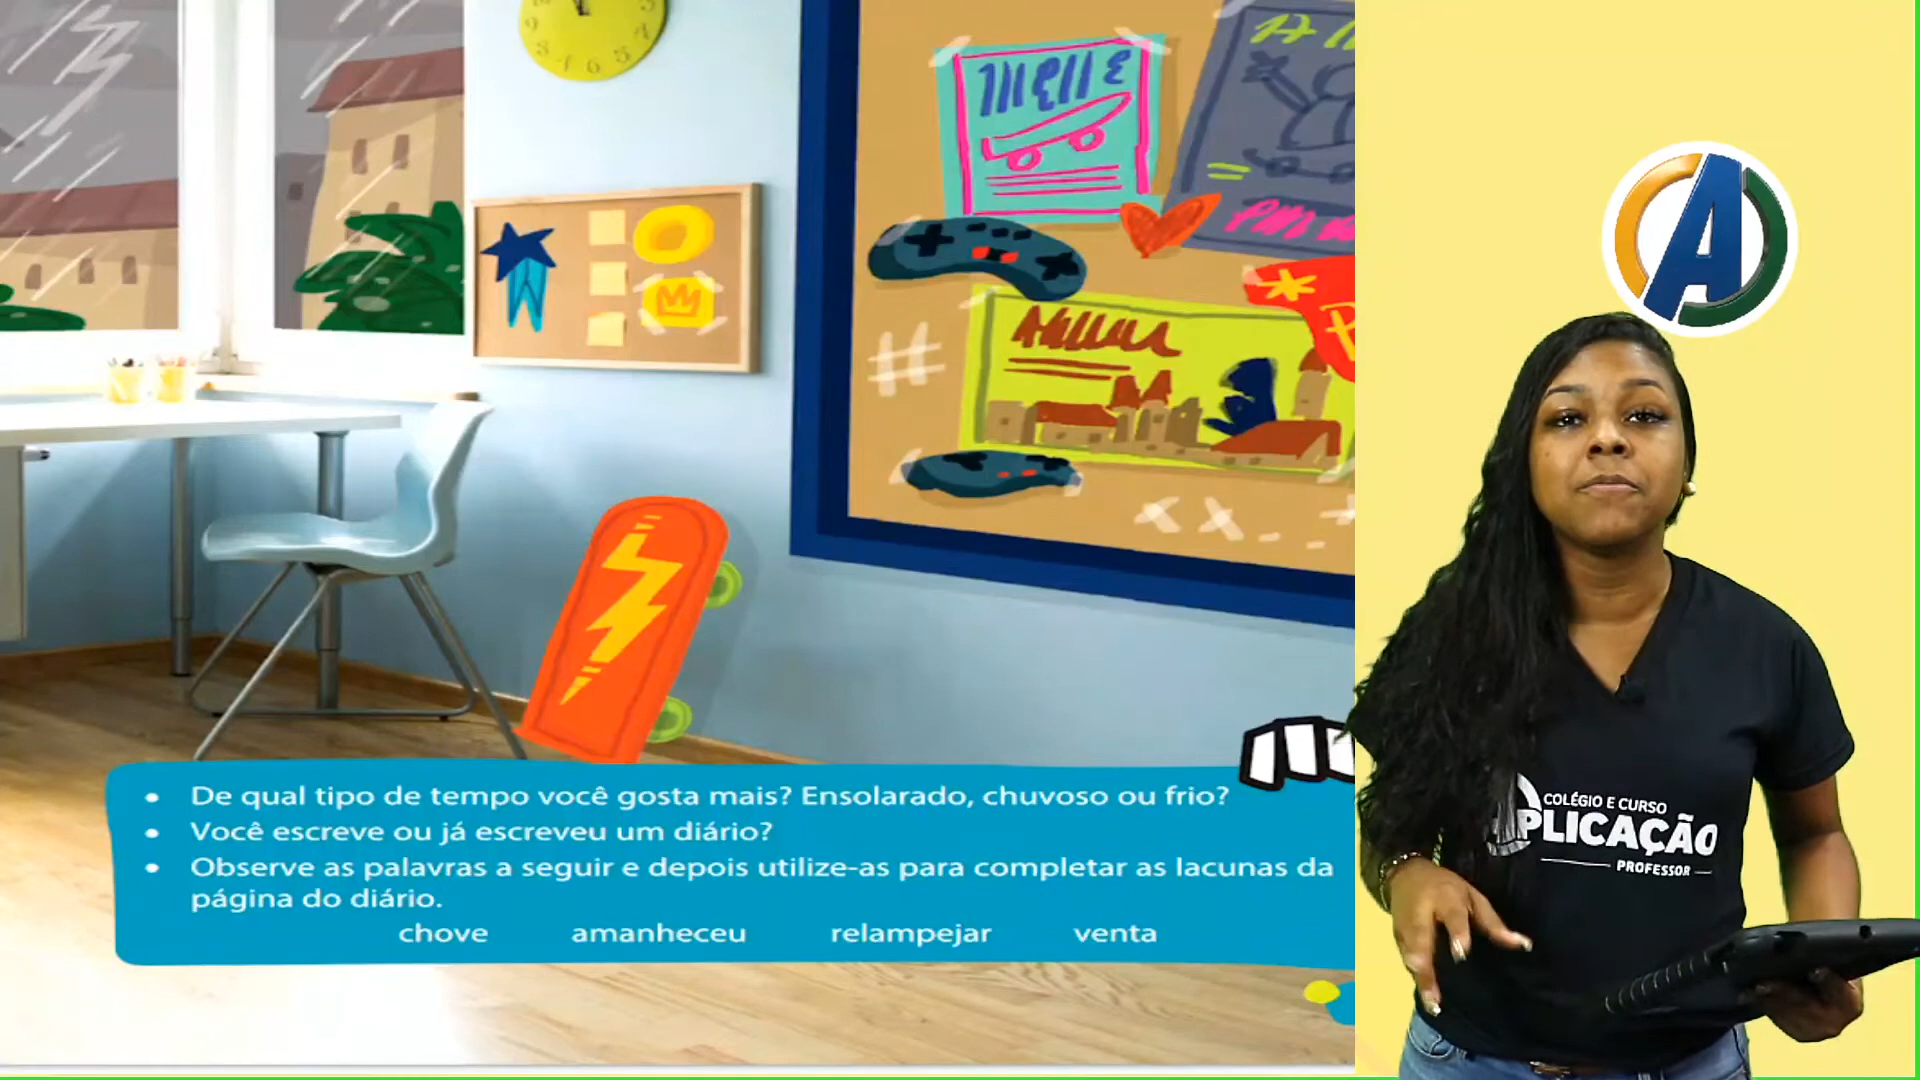 • De qual tipo de tempo você gosta mais? Ensolarado, chuvoso ou frio?
• Você escreve ou já escreveu um diário?
• Observe as palavras a seguir e depois utilize-as para completar as lacunas da
página do diário.
chove amanheceu relampejar venta
A
COLÉGIO E CURSO
PLICAÇÃO
PROFESSOR